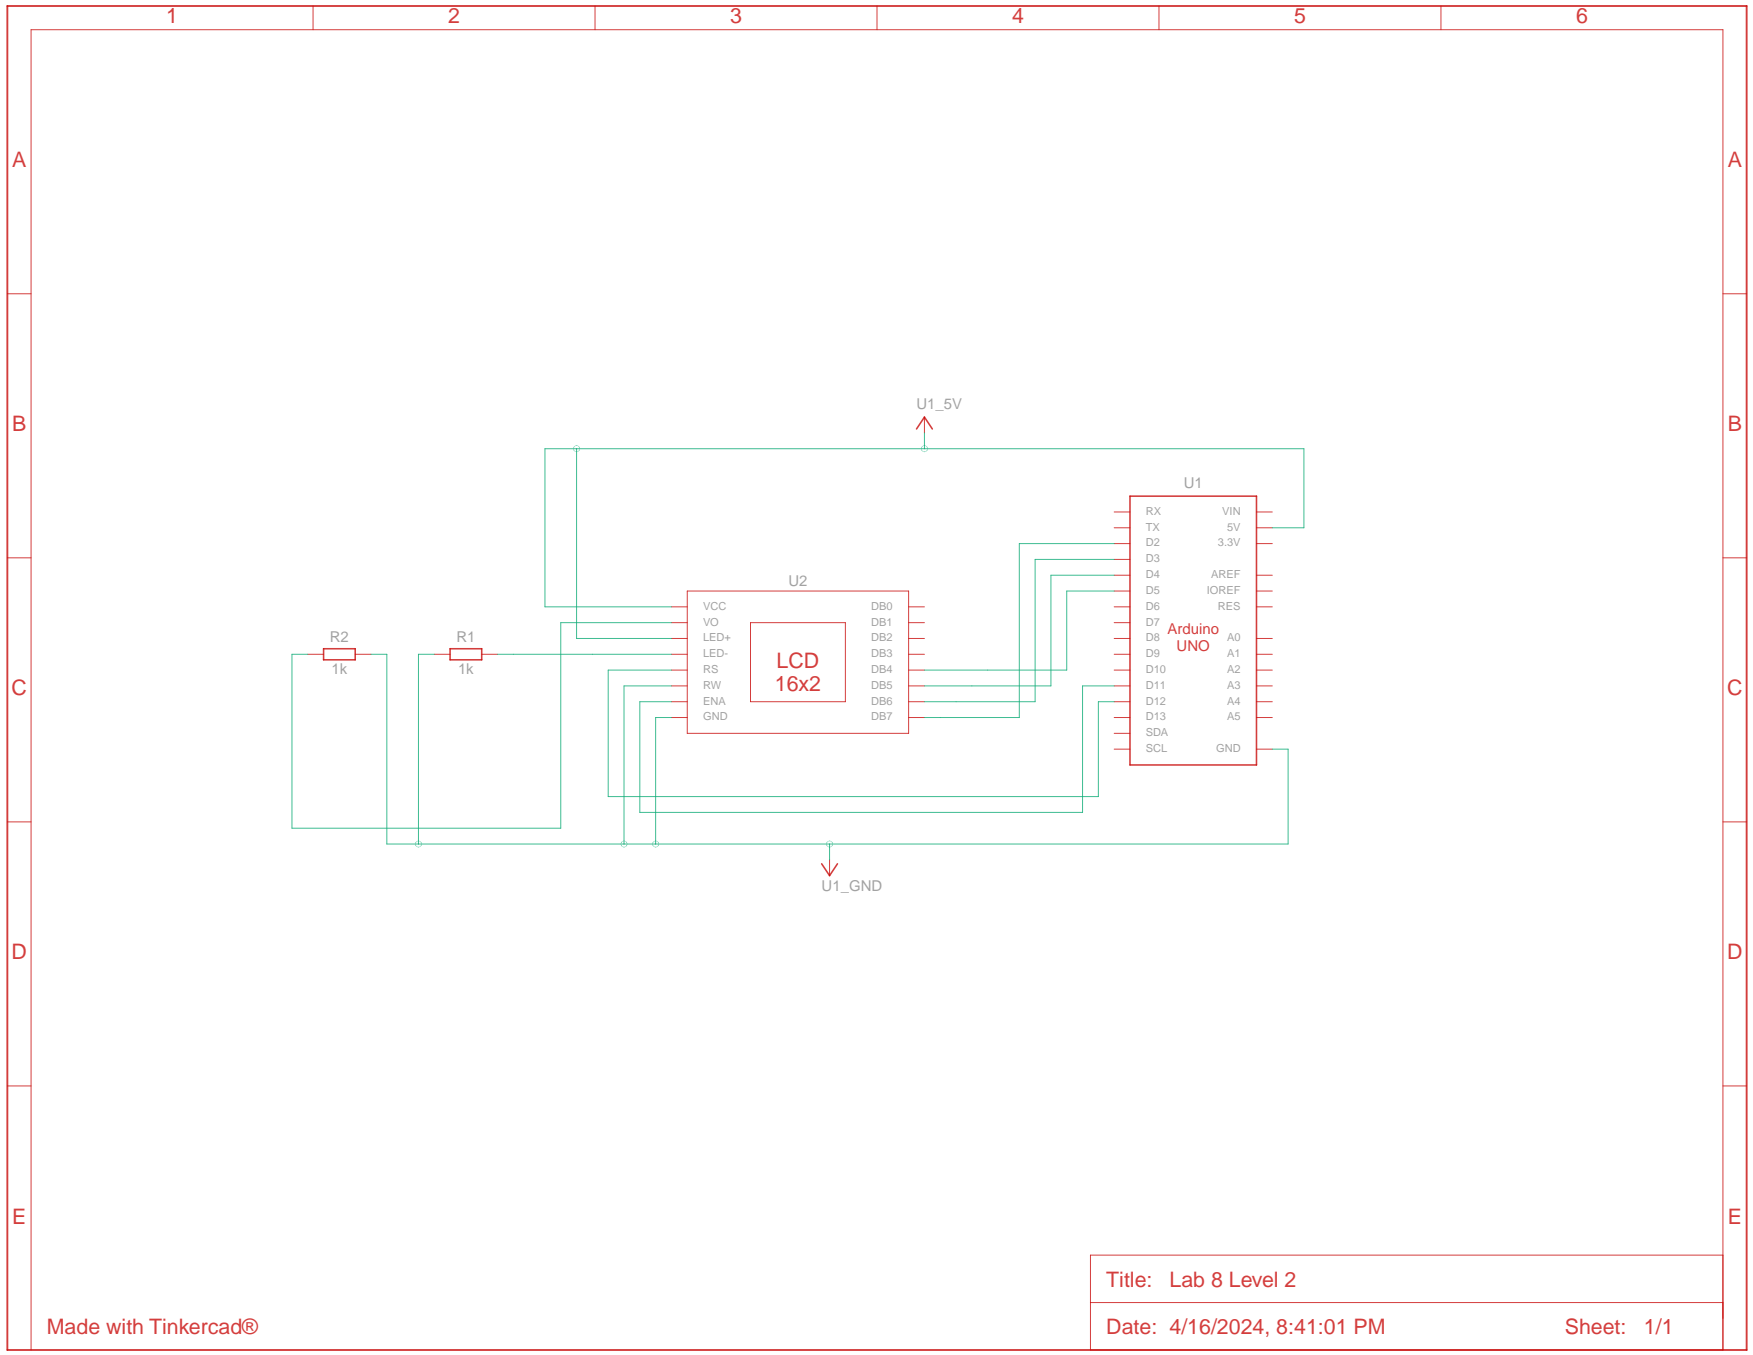 1 2 3 4 5 6
A A
U1_5V
B B
U1
RX VIN
TX 5V
D2 3.3V
D3
U2
D4 AREF
D5 IOREF
VCC DB0 D6 RES
VO DB1 D7
Arduino
R2 R1 LED+ DB2 D8 A0
UNO
LED- DB3 D9 A1
LCD
1k 1k RS DB4 D10 A2
16x2
C RW DB5 D11 A3 C
ENA DB6 D12 A4
GND DB7 D13 A5
SDA
SCL GND
U1_GND
D D
E E
Title: Lab 8 Level 2
Made with Tinkercad® Date: 4/16/2024, 8:41:01 PM Sheet: 1/1